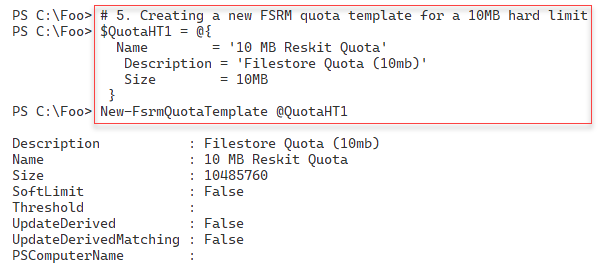 PS C:\Foo> # 5. Creating a new FSRM quota template for a 10MB hard limit
PS C:\Foo> $QuotaHT1 = @{
             Name        = '10 MB Reskit Quota'
              Description = 'Filestore Quota (10mb)'
              Size        = 10MB
            }
PS C:\Foo> New-FsrmQuotaTemplate @QuotaHT1

Description           : Filestore Quota (10mb)
Name                  : 10 MB Reskit Quota
Size                  : 10485760
SoftLimit             : False
Threshold             :
UpdateDerived         : False
UpdateDerivedMatching : False
PSComputerName        :